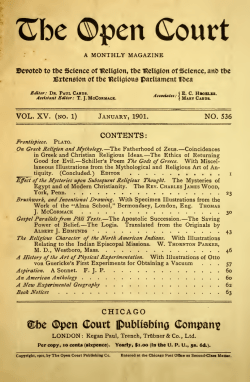 The Open Court
A MONTHLY MAGAZINE
Devoted to the Science of Religion, the Religion of Science, and the
Extension of the Religious Parliament Idea
Editor: DR. PAUL CARUS.
Assistant Editor: T. J. MCCORMACK.
Associates: { E. C. HEGELER.
MARY CARUS.
VOL. XV. (NO. 1) JANUARY, 1901. NO. 536
CONTENTS:
Frontispiece. PLATO.
On Greek Religion and Mythology.—The Fatherhood of Zeus.—Coincidences
in Greek and Christian Religious Ideas.—The Ethics of Returning
Good for Evil.—Schiller's Poem The Gods of Greece. With Miscel-
laneous Illustrations from the Mythological and Religious Art of An-
tiquity. (Concluded.) EDITOR 1
Effect of the Mysteries upon Subsequent Religious Thought. The Mysteries of
Egypt and of Modern Christianity. THE REV. CHARLES JAMES WOOD,
York, Penn. 23
Brushwork, and Inventional Drawing. With Specimen Illustrations from the
Work of the "Alma School," Bermondsey, London, Eng. THOMAS
J. MCCORMACK 30
Gospel Parallels from Pâli Texts.—The Apostolic Succession.—The Saving
Power of Belief.—The Logia. Translated from the Originals by
ALBERT J. EDMUNDS 43
The Religious Character of the North American Indians. With Illustrations
Relating to the Indian Episcopal Missions. W. THORNTON PARKER,
M. D., Westboro, Mass. 46
A History of the Art of Physical Experimentation. With Illustrations of Otto
von Guericke's First Experiments for Obtaining a Vacuum 57
Aspiration. A Sonnet. F. J. P. 60
An American Anthology 60
A New Experimental Geography 62
Book Notices
CHICAGO
The Open Court Publishing Company
LONDON: Kegan Paul, Trench, Trübner & Co., Ltd.
Per copy, 10 cents (sixpence). Yearly, $1.00 (in the U. P. U., 5s. 6d.).
Copyright, 1901, by The Open Court Publishing Co. Entered at the Chicago Post Office as Second-Class Matter.